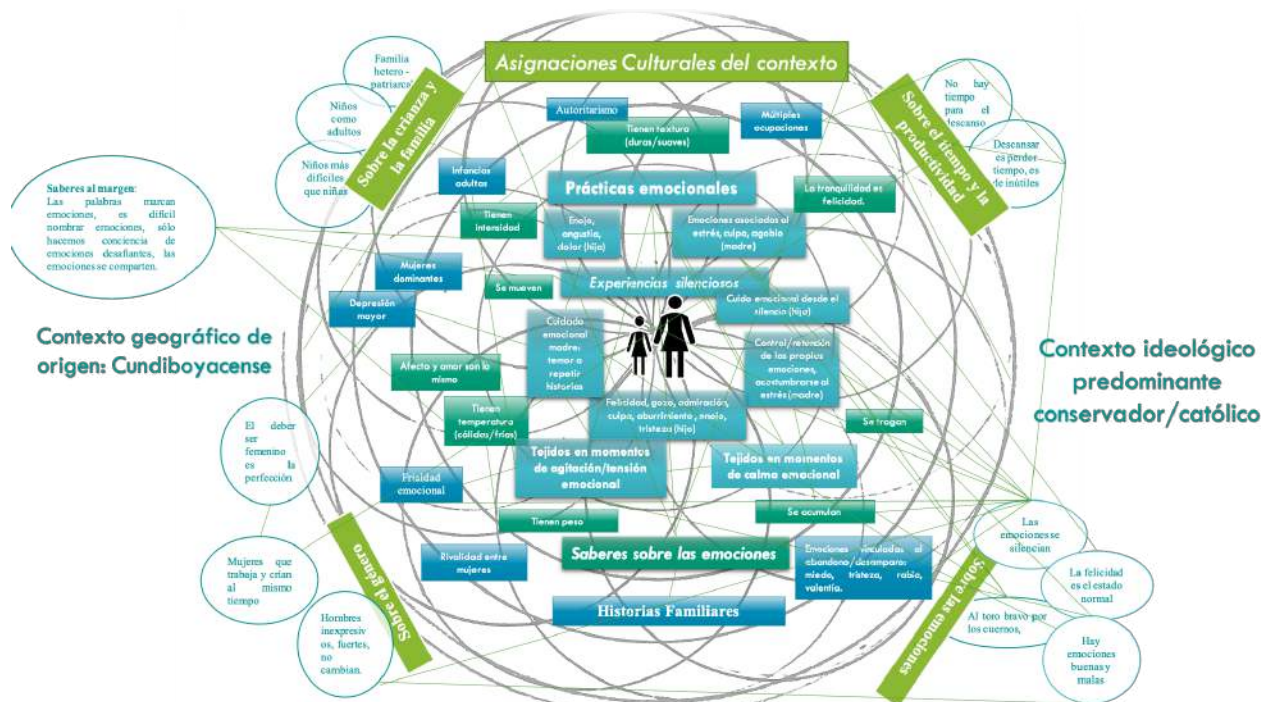 Asignaciones Culturales del contexto
Sobre la crianza y
la familia
Familia
hetero -
Niños
como
adultos
Niños más
difíciles
que niñas
Sobre el tiempo y la
productividad
No hay
tiempo
para el
descanso
Descansar
es perder
tiempo, es
de inútiles
Saberes al margen:
Las palabras marcan
emociones, es difícil
nombrar emociones, sólo
hacemos conciencia de
emociones desafiantes, las
emociones se comparten.
Contexto geográfico de
origen: Cundiboyacense
Contexto ideológico
predominante
conservador/católico
Autoritarismo
Tienen textura
(duras/suaves)
Múltiples
ocupaciones
Infancias
adultas
Prácticas emocionales
La tranquilidad es
felicidad.
Tienen
intensidad
Enojo,
angustia,
dolor (hija)
Emociones asociadas al
estrés, culpa, agobio
(madre)
Mujeres
dominantes
Se mueven
Experiencias silenciosas
Depresión
mayor
Cuidado
emocional
madre:
temor a
repetir
historias
Cuido emocional desde el
silencio (hija)
Control/retención
de las propias
emociones,
acostumbrarse al
estrés (madre)
Afecto y amor son lo
mismo
Tienen
temperatura
(cálidas/frías)
Felicidad, gozo, admiración,
culpa, aburrimiento, enojo,
tristeza (hija)
Se tragan
Tejidos en momentos
de agitación/tensión
emocional
Tejidos en momentos
de calma emocional
Frigidad
emocional
Tienen peso
Se acumulan
Saberes sobre las emociones
Rivalidad entre
mujeres
Emociones vinculadas al
abandono/desamparo:
miedo, tristeza, rabia,
valentía.
Historias Familiares
Sobre el género
El deber
ser
femenino
es la
perfección
Mujeres que
trabaja y crían
al mismo
tiempo
Hombres
inexpresiv
os, fuertes,
no
cambian.
Sobre las emociones
Las
emociones se
silencian
La felicidad
es el estado
normal
Al toro bravo por
los cuernos,
Hay
emociones
buenas y
malas